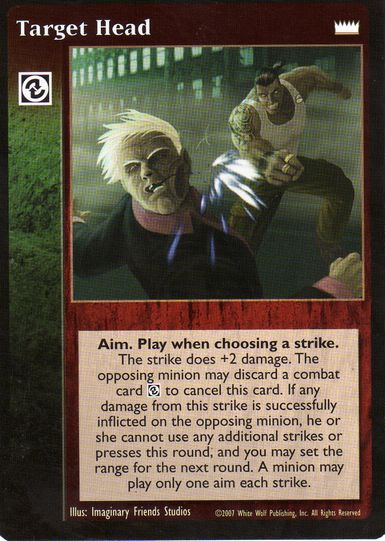 Target Head
Aim. Play when choosing a strike.
The strike does +2 damage. The
opposing minion may discard a combat
card to cancel this card. If any
damage from this strike is successfully
inflicted on the opposing minion, he or
she cannot use any additional strikes or
presses this round, and you may set the
range for the next round. A minion may
play only one aim each strike.
Illus: Imaginary Friends Studios ©2007 White Wolf Publishing, Inc. All Rights Reserved